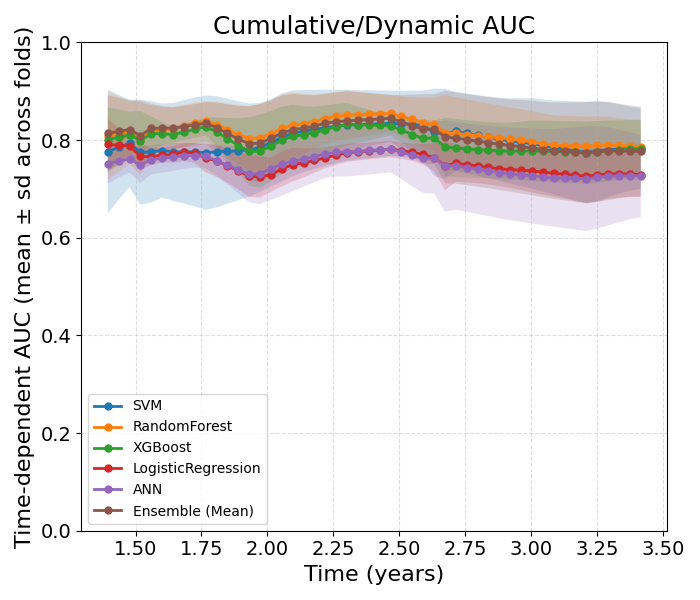 Cumulative/Dynamic AUC
Time-dependent AUC (mean ± sd across folds)
1.0
0.8
0.6
0.4
0.2
0.0
SVM
RandomForest
XGBoost
LogisticRegression
ANN
Ensemble (Mean)
1.50 1.75 2.00 2.25 2.50 2.75 3.00 3.25 3.50
Time (years)